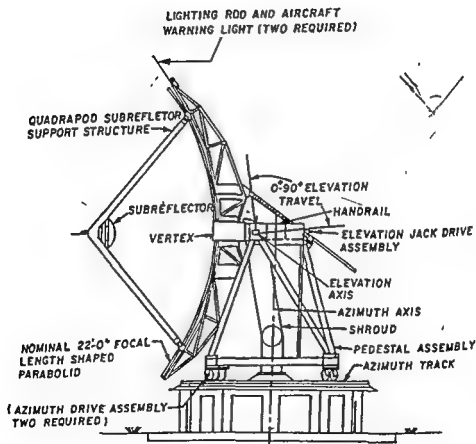 LIGHTING ROD AND AIRCRAFT
WARNING LIGHT (TWO REQUIRED)
QUADRAPOD SUBREFLETOR
SUPPORT STRUCTURE
0°-90° ELEVATION
TRAVEL
HANDRAIL
SUBREFLECTOR
VERTEX
ELEVATION JACK DRIVE
ASSEMBLY
ELEVATION
AXIS
AZIMUTH AXIS
SHROUD
NOMINAL 22'-0" FOCAL
LENGTH SHAPED
PARABOLID
PEDESTAL ASSEMBLY
AZIMUTH TRACK
(AZIMUTH DRIVE ASSEMBLY
TWO REQUIRED)